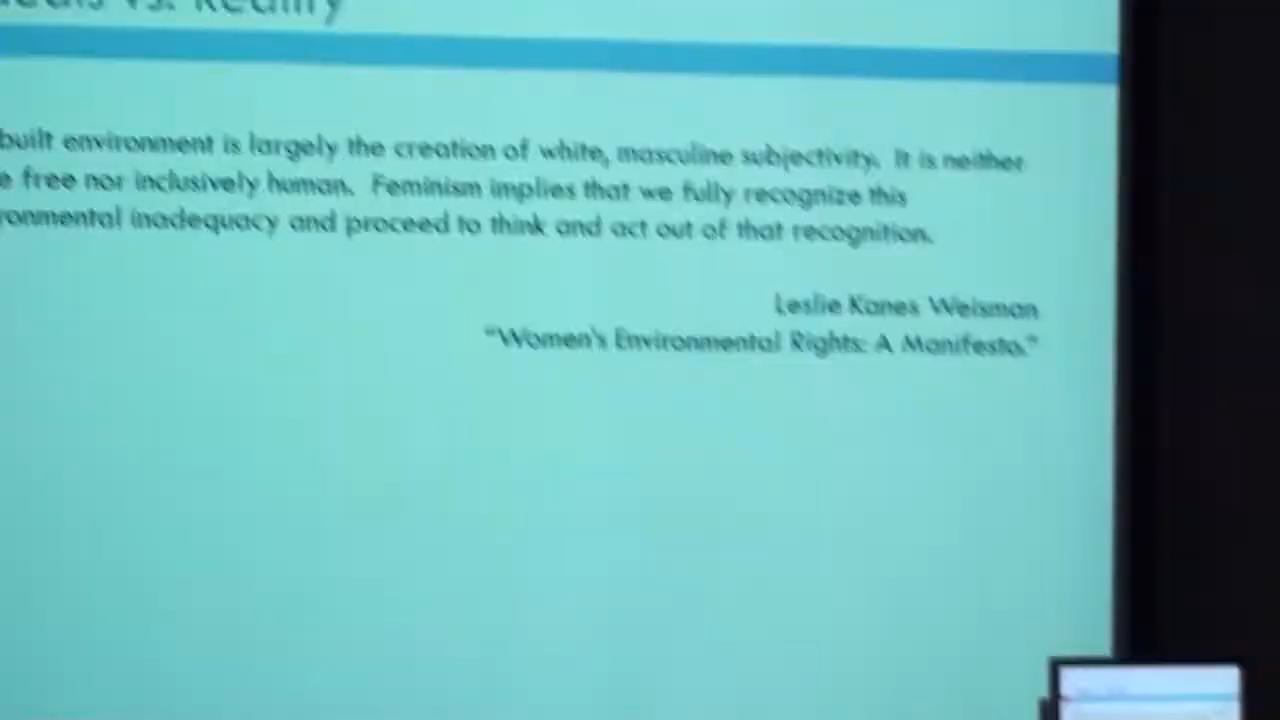 vs. Reality
built environment is largely the creation of white, masculine subjectivity. It is neither
e free nor inclusively human. Feminism implies that we fully recognize this
ronmental inadequacy and proceed to think and act out of that recognition.
Leslie Kanes Weisman
"Women's Environmental Rights: A Manifesto."